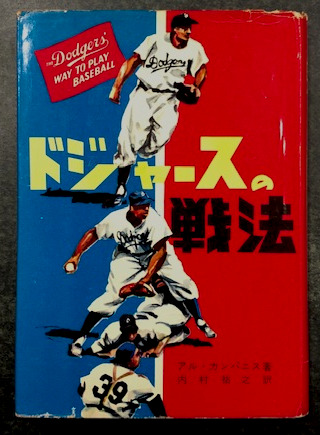 THE Dodgers'
WAY TO PLAY
BASEBALL
Dodgers
ドジャースの
戦法
アル・カンパニス著
内村祐之訳
39